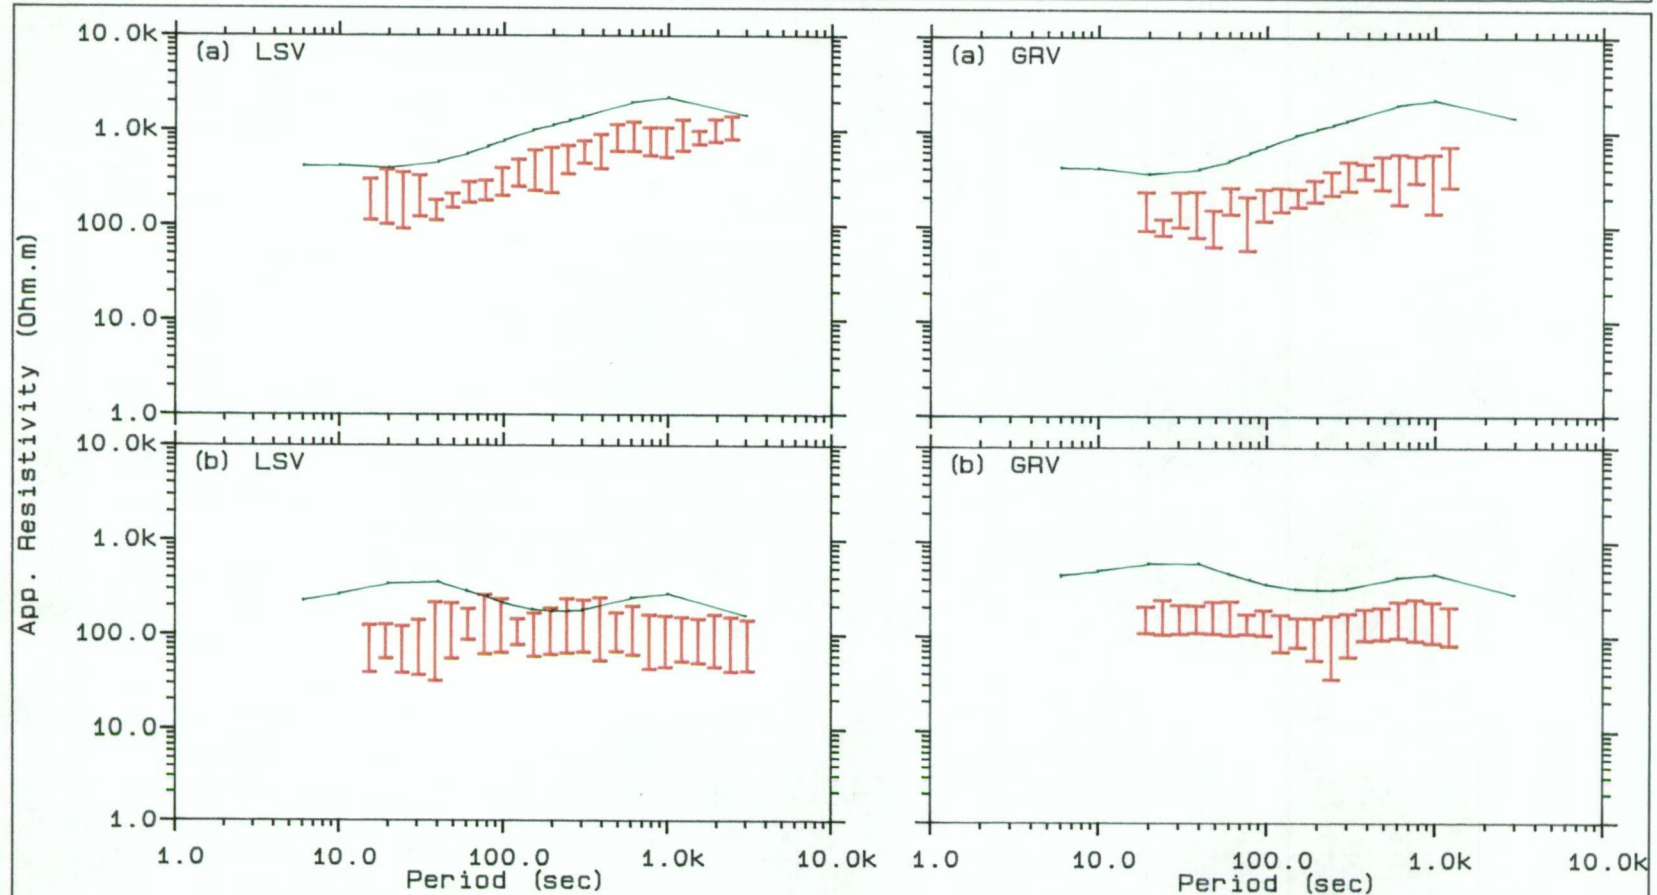 App. Resistivity (Ohm.m)
10.0k
1.0k
100.0
10.0
1.0
(a) LSV
(a) GRV
10.0k
1.0k
100.0
10.0
1.0
(b) LSV
(b) GRV
1.0 10.0 100.0 1.0k 10.0k
1.0 10.0 100.0 1.0k 10.0k
Period (sec)
Period (sec)